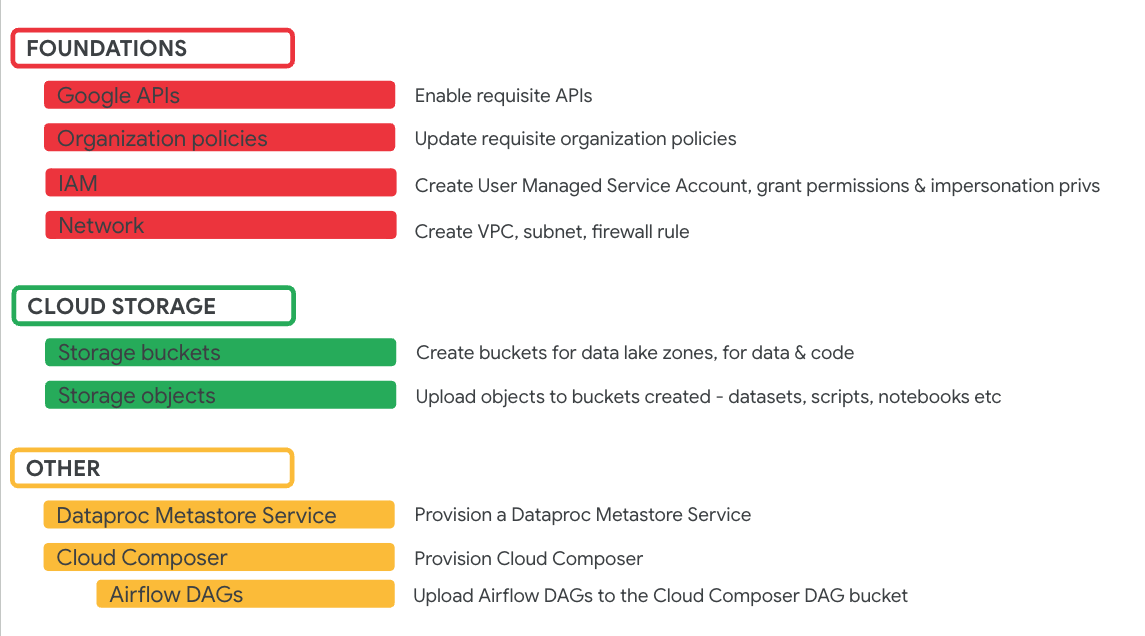 FOUNDATIONS
Google APIs Enable requisite APIs
Organization policies Update requisite organization policies
IAM Create User Managed Service Account, grant permissions & impersonation privs
Network Create VPC, subnet, firewall rule
CLOUD STORAGE
Storage buckets Create buckets for data lake zones, for data & code
Storage objects Upload objects to buckets created - datasets, scripts, notebooks etc
OTHER
Dataproc Metastore Service Provision a Dataproc Metastore Service
Cloud Composer Provision Cloud Composer
Airflow DAGs Upload Airflow DAGs to the Cloud Composer DAG bucket